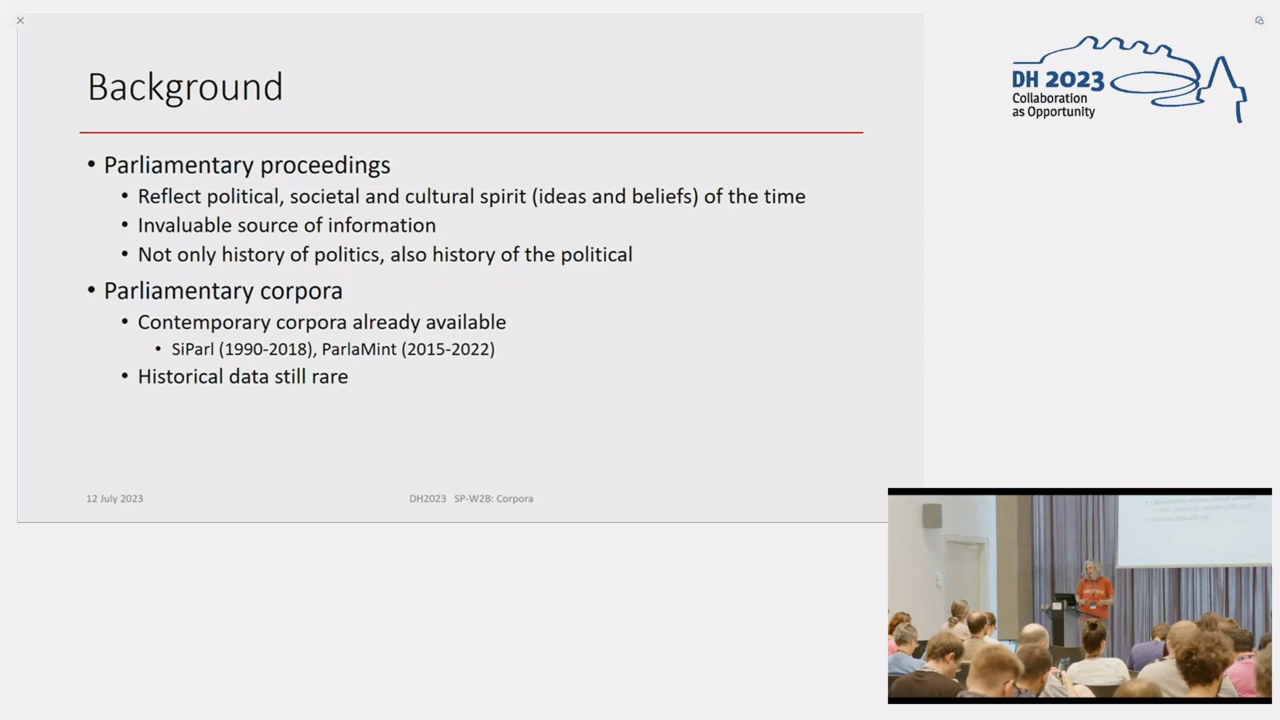 Background
• Parliamentary proceedings
• Reflect political, societal and cultural spirit (ideas and beliefs) of the time
• Invaluable source of information
• Not only history of politics, also history of the political
• Parliamentary corpora
• Contemporary corpora already available
• SiParl (1990-2018), ParlaMint (2015-2022)
• Historical data still rare
12 July 2023
DH2023 SP-W2B: Corpora
DH 2023
Collaboration
as Opportunity